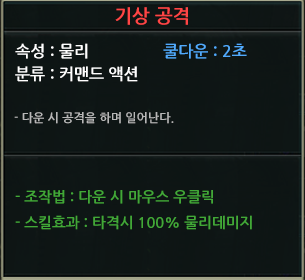 기상 공격
속성 : 물리 쿨다운 : 2초
분류 : 커맨드 액션
- 다운 시 공격을 하며 일어난다.
- 조작법 : 다운 시 마우스 우클릭
- 스킬효과 : 타격시 100% 물리데미지